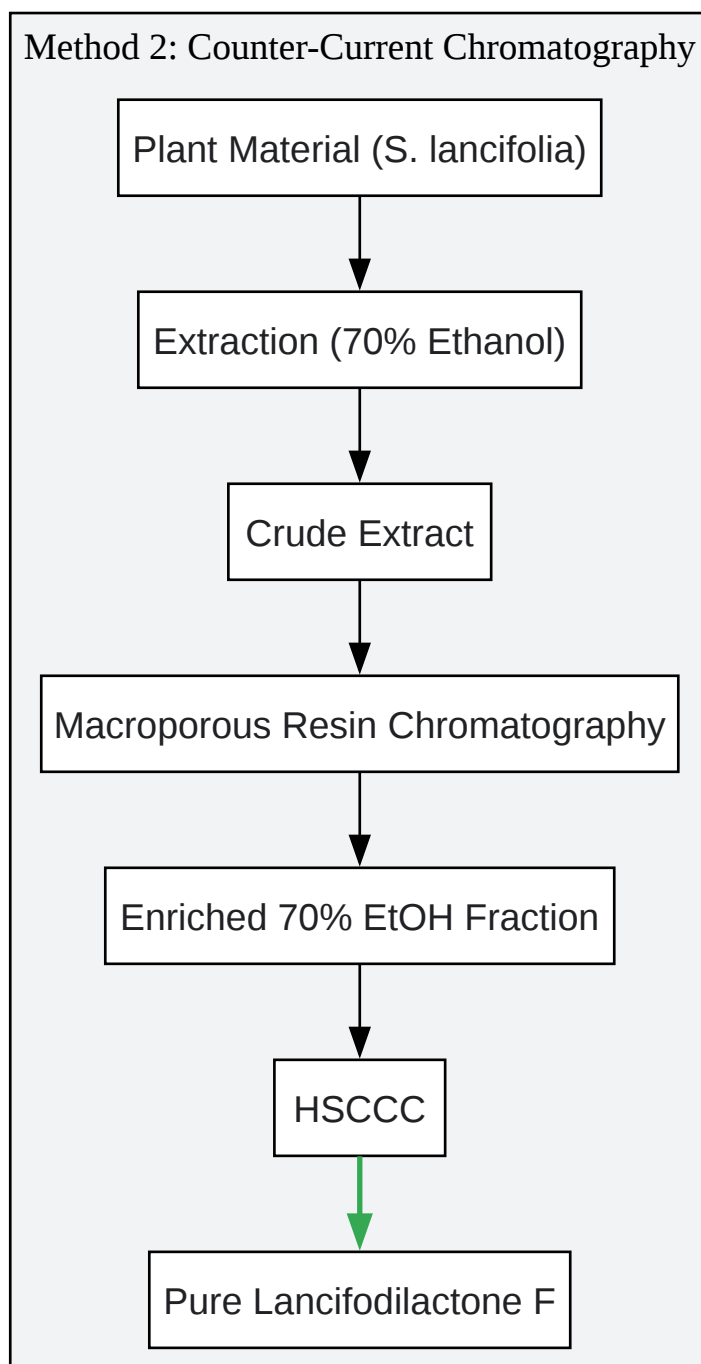 Method 2: Counter-Current Chromatography
Plant Material (S. lancifolia)
Extraction (70% Ethanol)
Crude Extract
Macroporous Resin Chromatography
Enriched 70% EtOH Fraction
HSCCC
Pure Lancifodilactone F